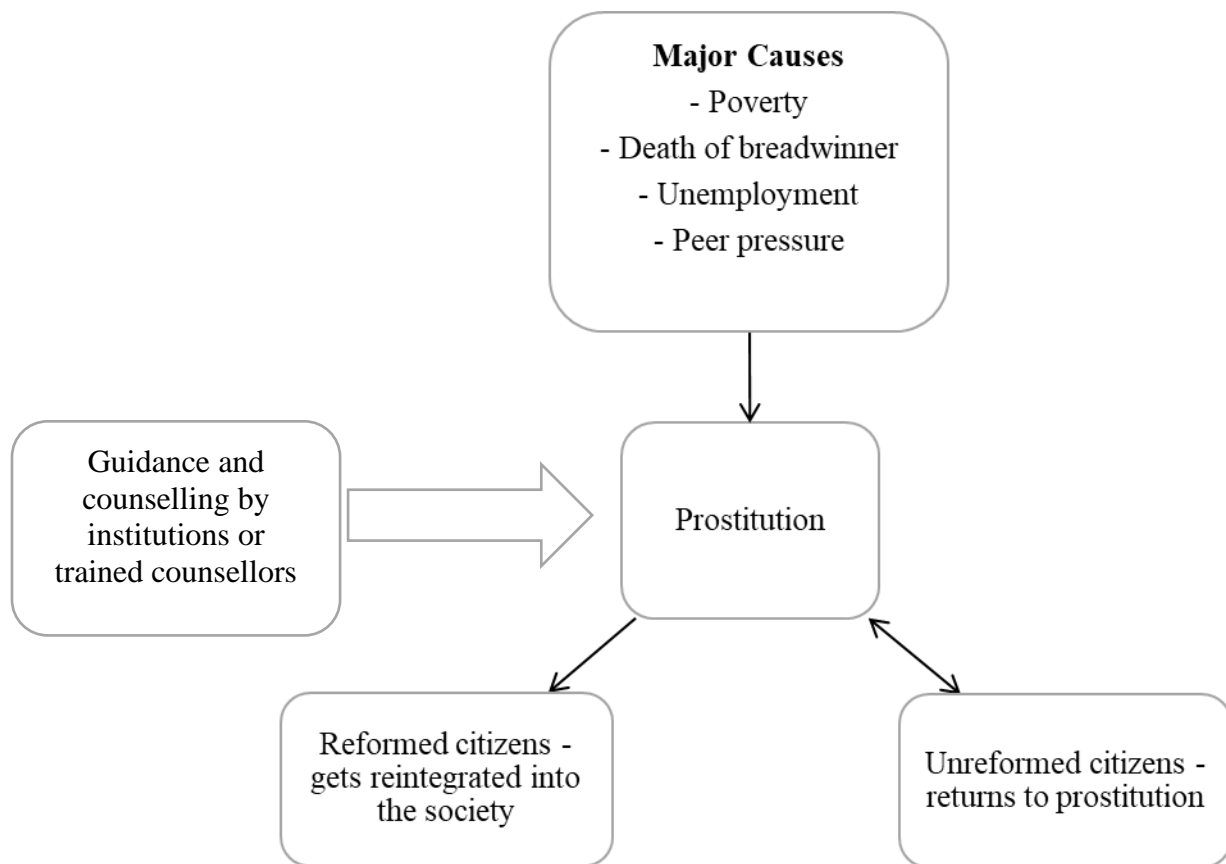 Major Causes
- Poverty
- Death of breadwinner
- Unemployment
- Peer pressure
Guidance and
counselling by
institutions or
trained counsellors
Prostitution
Reformed citizens -
gets reintegrated into
the society
Unreformed citizens -
returns to prostitution